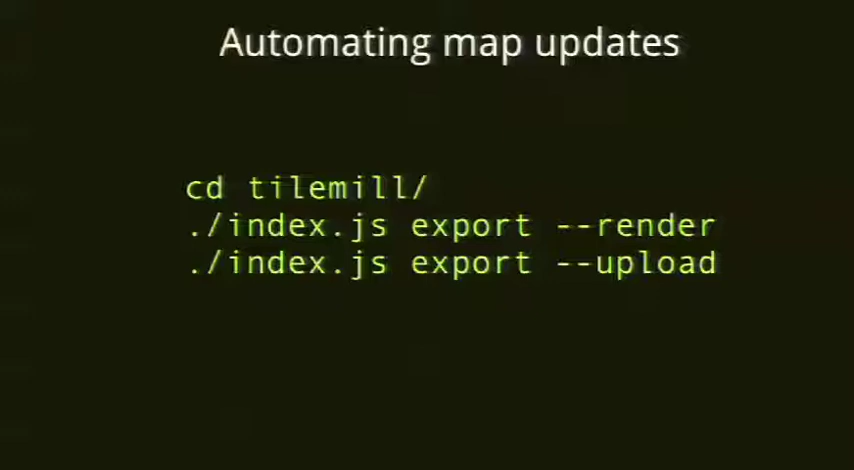 Automating map updates
cd tilemill/
./index.js export --render
./index.js export --upload